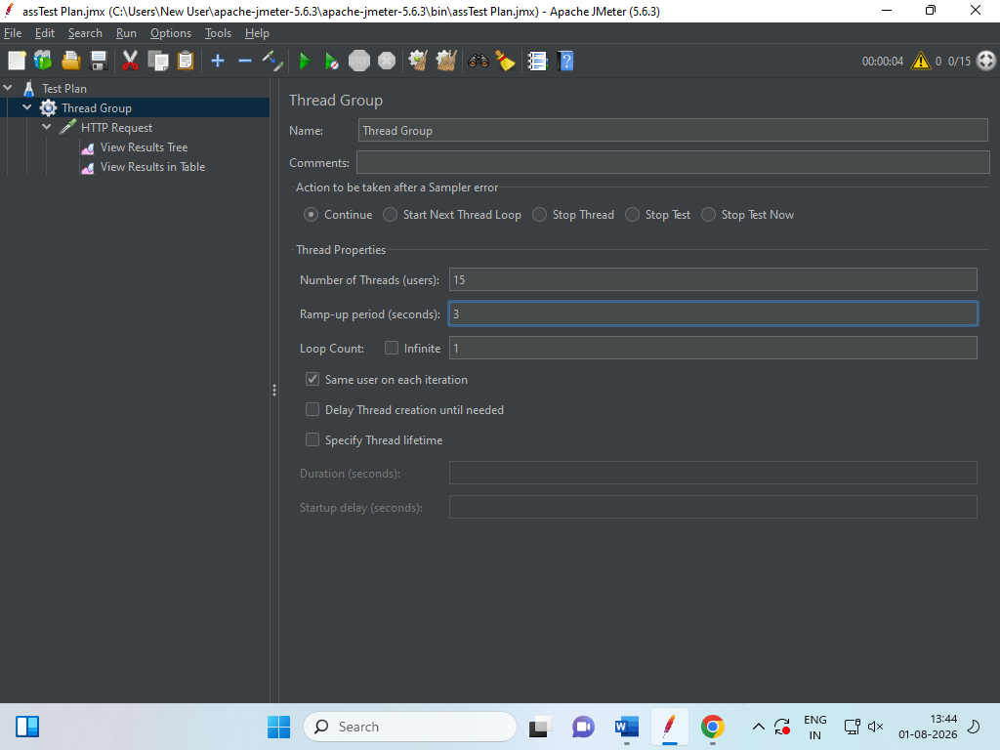 assTest Plan.jmx (C:\Users\New User\apache-jmeter-5.6.3\apache-jmeter-5.6.3\bin\assTest Plan.jmx) - Apache JMeter (5.6.3)
File Edit Search Run Options Tools Help
STOP 00:00:04 0 0/15
Test Plan
Thread Group
HTTP Request
View Results Tree
View Results in Table
Thread Group
Name: Thread Group
Comments:
Action to be taken after a Sampler error
Continue Start Next Thread Loop Stop Thread Stop Test Stop Test Now
Thread Properties
Number of Threads (users): 15
Ramp-up period (seconds): 3
Loop Count: Infinite 1
Same user on each iteration
Delay Thread creation until needed
Specify Thread lifetime
Duration (seconds):
Startup delay (seconds):
Search
ENG
IN
13:44
01-08-2026